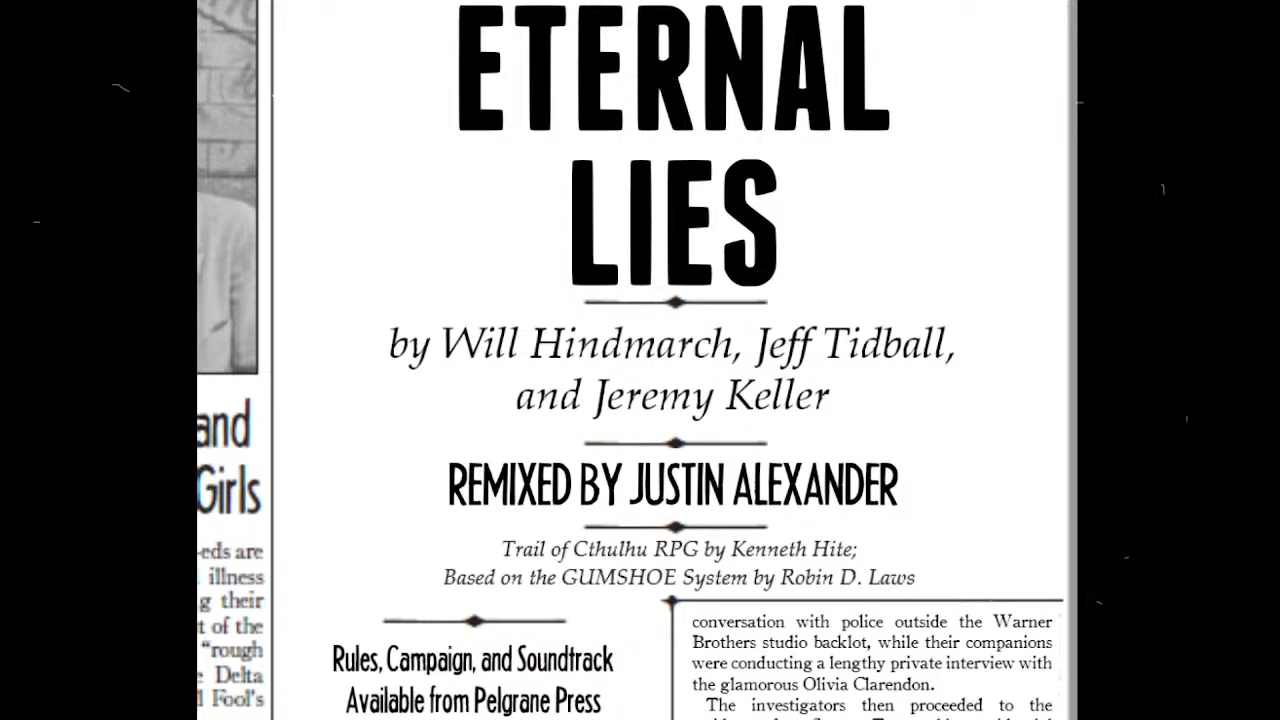 and
Girls
-eds are
illness
g their
t of the
"rough
Delta
l Fool's
ETERNAL
LIES
by Will Hindmarch, Jeff Tidball,
and Jeremy Keller
REMIXED BY JUSTIN ALEXANDER
Trail of Cthulhu RPG by Kenneth Hite;
Based on the GUMSHOE System by Robin D. Laws
Rules, Campaign, and Soundtrack
Available from Pelgrane Press
conversation with police outside the Warner
Brothers studio backlot, while their companions
were conducting a lengthy private interview with
the glamorous Olivia Clarendon.
The investigators then proceeded to the